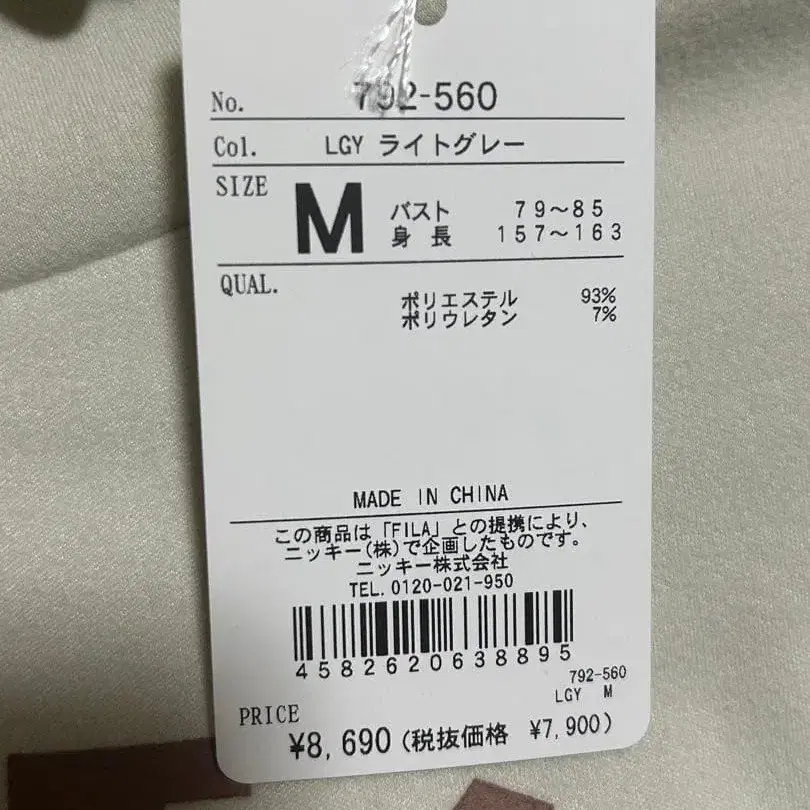 No. 792-560
Col. LGY ライトグレー
SIZE M バスト 79～85
身長 157～163
QUAL.
ポリエステル 93%
ポリウレタン 7%
MADE IN CHINA
この商品は「FILA」との提携により、
ニッキー(株)で企画したものです。
ニッキー株式会社
TEL. 0120-021-950
4582620638895
792-560
LGY M
PRICE
¥8,690 (税抜価格 ¥7,900)